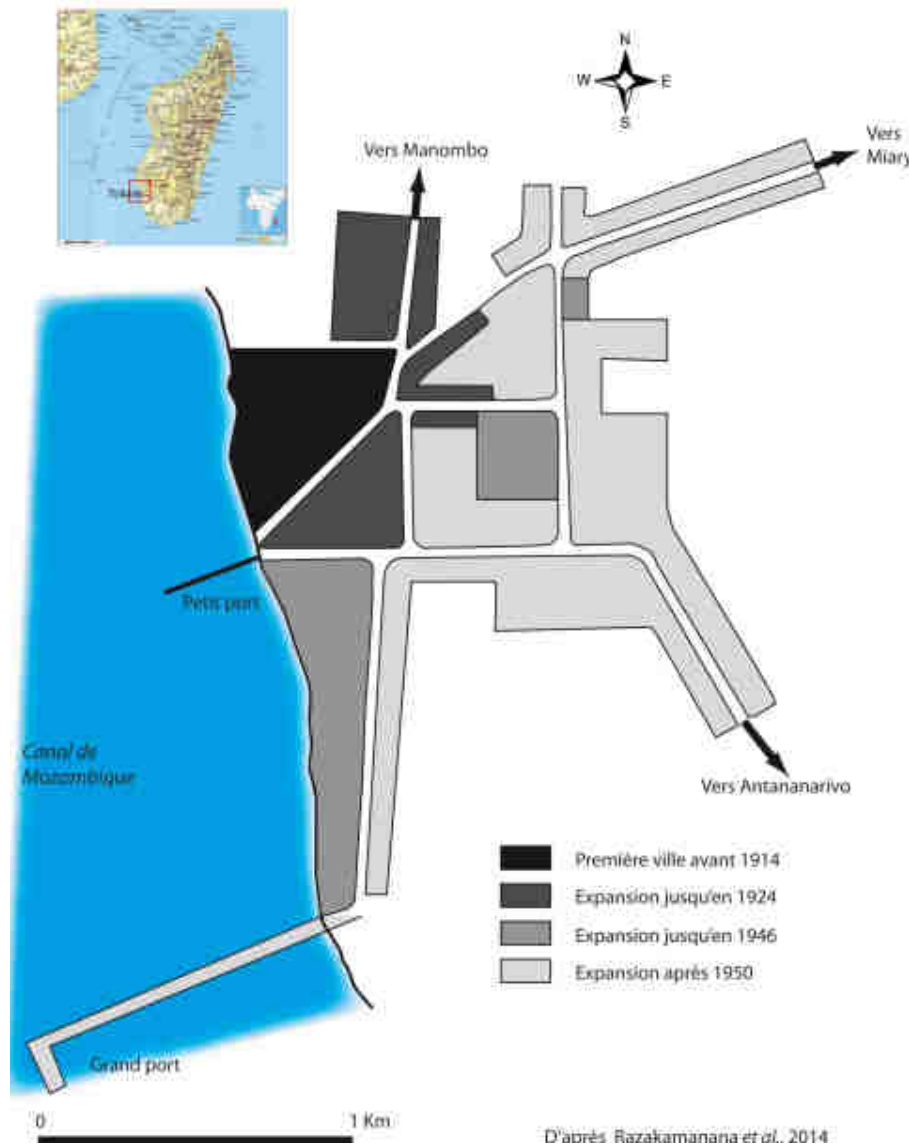 N
W
E
S
Vers Manombo
Vers
Miary
Petit port
Canal de
Mozambique
Vers Antananarivo
Première ville avant 1914
Expansion jusqu'en 1924
Expansion jusqu'en 1946
Expansion après 1950
Grand port
0
1 Km
D'après Razakamanana et al., 2014